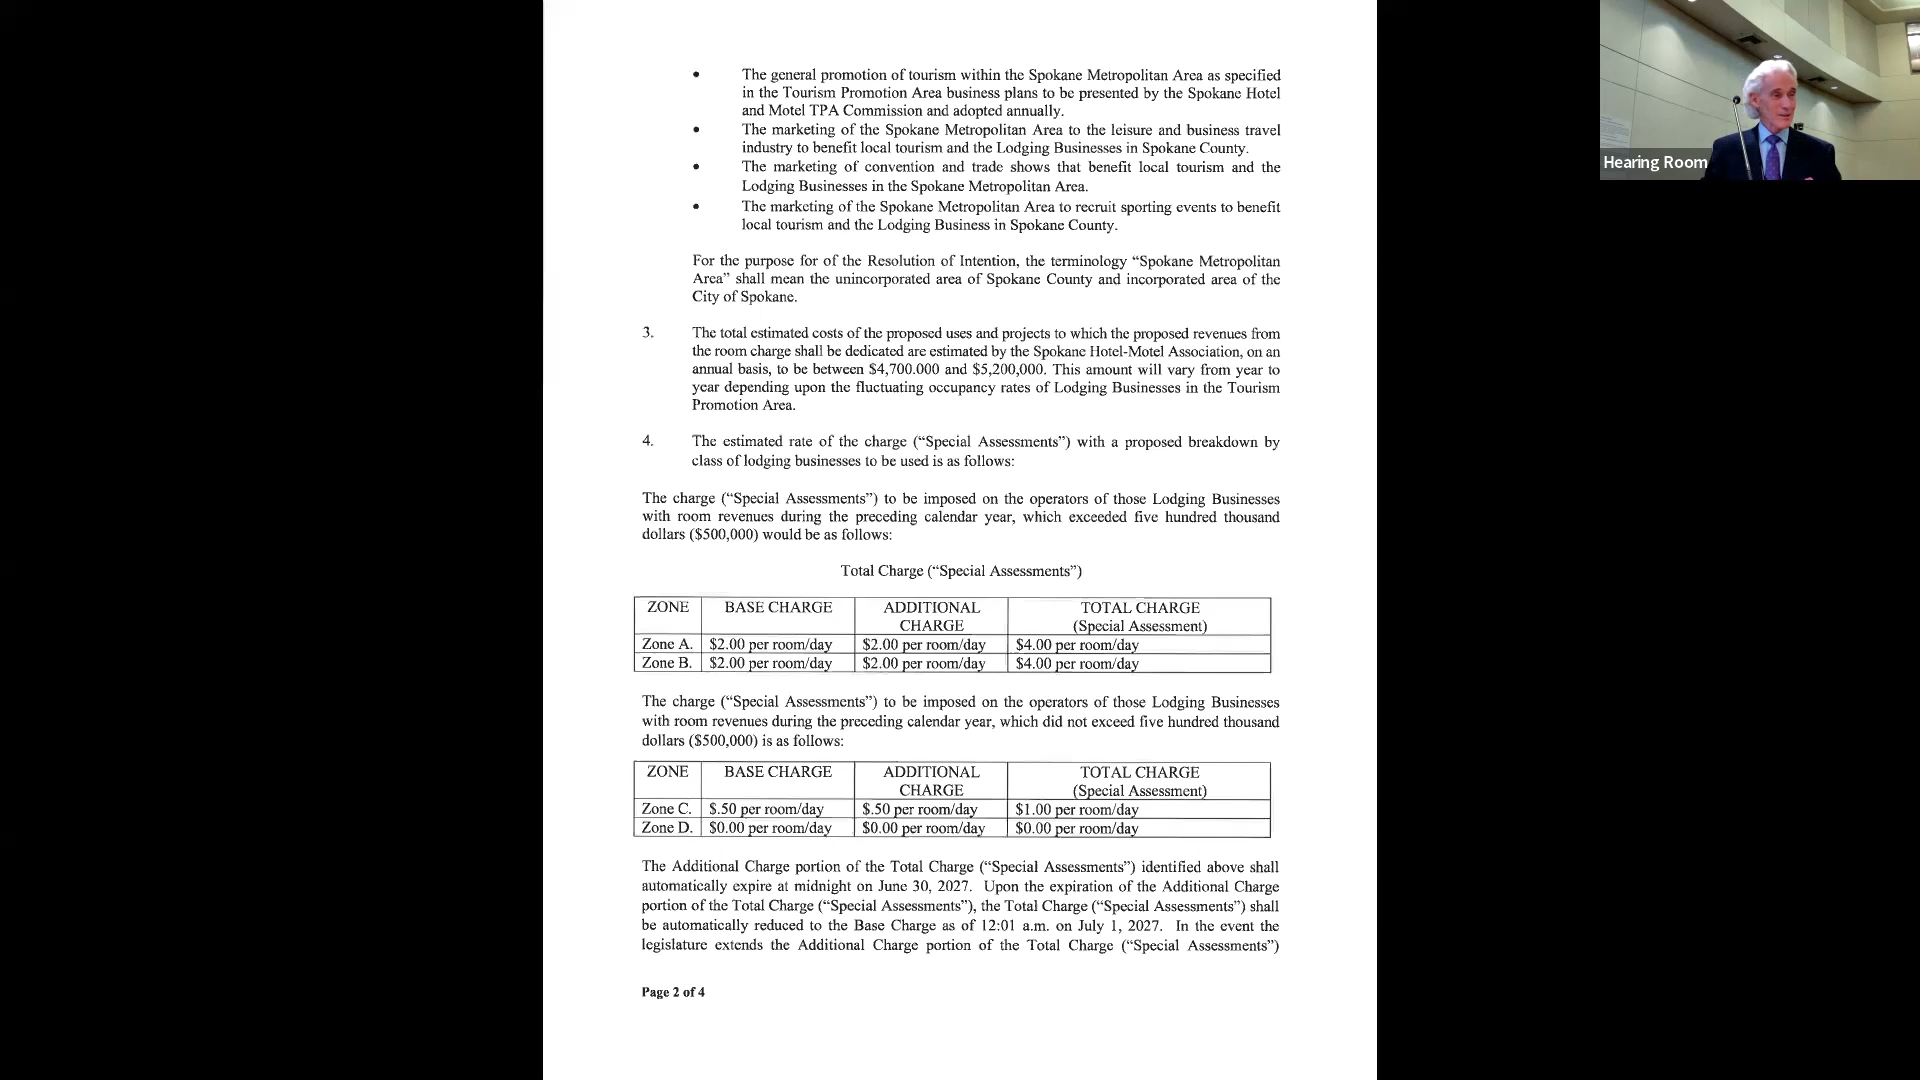 • The general promotion of tourism within the Spokane Metropolitan Area as specified
in the Tourism Promotion Area business plans to be presented by the Spokane Hotel
and Motel TPA Commission and adopted annually.
• The marketing of the Spokane Metropolitan Area to the leisure and business travel
industry to benefit local tourism and the Lodging Businesses in Spokane County.
• The marketing of convention and trade shows that benefit local tourism and the
Lodging Businesses in the Spokane Metropolitan Area.
• The marketing of the Spokane Metropolitan Area to recruit sporting events to benefit
local tourism and the Lodging Business in Spokane County.
For the purpose for of the Resolution of Intention, the terminology “Spokane Metropolitan
Area” shall mean the unincorporated area of Spokane County and incorporated area of the
City of Spokane.
3. The total estimated costs of the proposed uses and projects to which the proposed revenues from
the room charge shall be dedicated are estimated by the Spokane Hotel-Motel Association, on an
annual basis, to be between $4,700.000 and $5,200,000. This amount will vary from year to
year depending upon the fluctuating occupancy rates of Lodging Businesses in the Tourism
Promotion Area.
4. The estimated rate of the charge (“Special Assessments”) with a proposed breakdown by
class of lodging businesses to be used is as follows:
The charge (“Special Assessments”) to be imposed on the operators of those Lodging Businesses
with room revenues during the preceding calendar year, which exceeded five hundred thousand
dollars ($500,000) would be as follows:
Total Charge (“Special Assessments”)
ZONE BASE CHARGE ADDITIONAL CHARGE TOTAL CHARGE (Special Assessment)
Zone A. $2.00 per room/day $2.00 per room/day $4.00 per room/day
Zone B. $2.00 per room/day $2.00 per room/day $4.00 per room/day
The charge (“Special Assessments”) to be imposed on the operators of those Lodging Businesses
with room revenues during the preceding calendar year, which did not exceed five hundred thousand
dollars ($500,000) is as follows:
ZONE BASE CHARGE ADDITIONAL CHARGE TOTAL CHARGE (Special Assessment)
Zone C. $.50 per room/day $.50 per room/day $1.00 per room/day
Zone D. $0.00 per room/day $0.00 per room/day $0.00 per room/day
The Additional Charge portion of the Total Charge (“Special Assessments”) identified above shall
automatically expire at midnight on June 30, 2027. Upon the expiration of the Additional Charge
portion of the Total Charge (“Special Assessments”), the Total Charge (“Special Assessments”) shall
be automatically reduced to the Base Charge as of 12:01 a.m. on July 1, 2027. In the event the
legislature extends the Additional Charge portion of the Total Charge (“Special Assessments”)
Page 2 of 4
Hearing Room